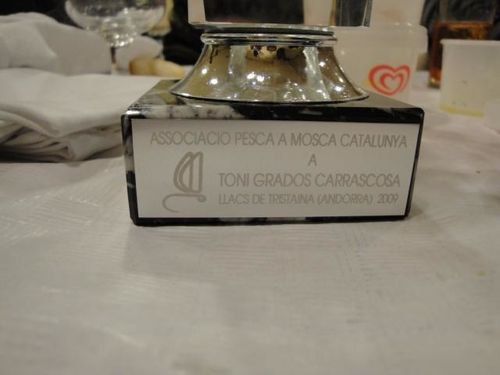 ASSOCIACIO PESCA A MOSCA CATALUNYA
A
TONI GRADOS CARRASCOSA
LLACS DE TRISTAINA (ANDORRA) 2009